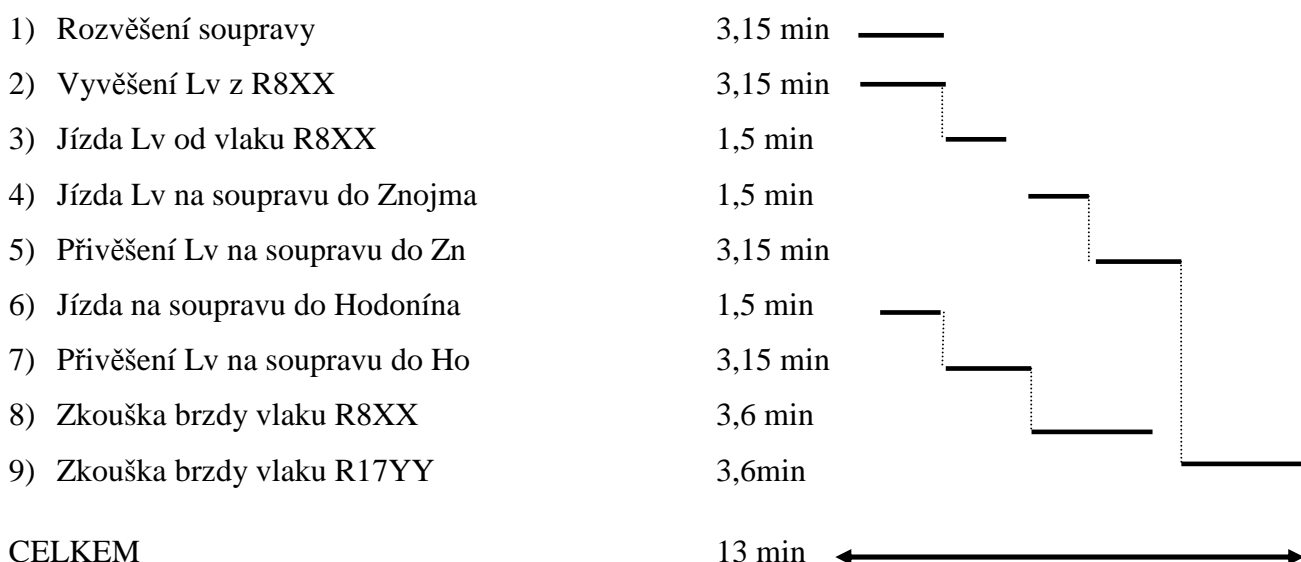 1) Rozvěšení soupravy 3,15 min
2) Vyvěšení Lv z R8XX 3,15 min
3) Jízda Lv od vlaku R8XX 1,5 min
4) Jízda Lv na soupravu do Znojma 1,5 min
5) Přivěšení Lv na soupravu do Zn 3,15 min
6) Jízda na soupravu do Hodonína 1,5 min
7) Přivěšení Lv na soupravu do Ho 3,15 min
8) Zkouška brzdy vlaku R8XX 3,6 min
9) Zkouška brzdy vlaku R17YY 3,6min
CELKEM 13 min